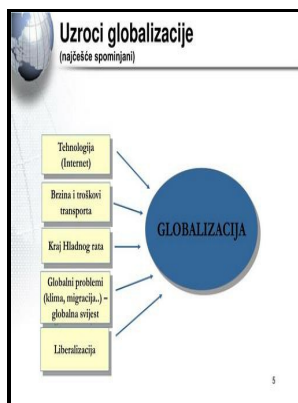 Uzroci globalizacije
(najčešće spominjani)
Tehnologija
(Internet)
Brzina i troškovi
transporta
Kraj Hladnog rata
Globalni problemi
(klima, migracija..) –
globalna svijest
Liberalizacija
GLOBALIZACIJA
5